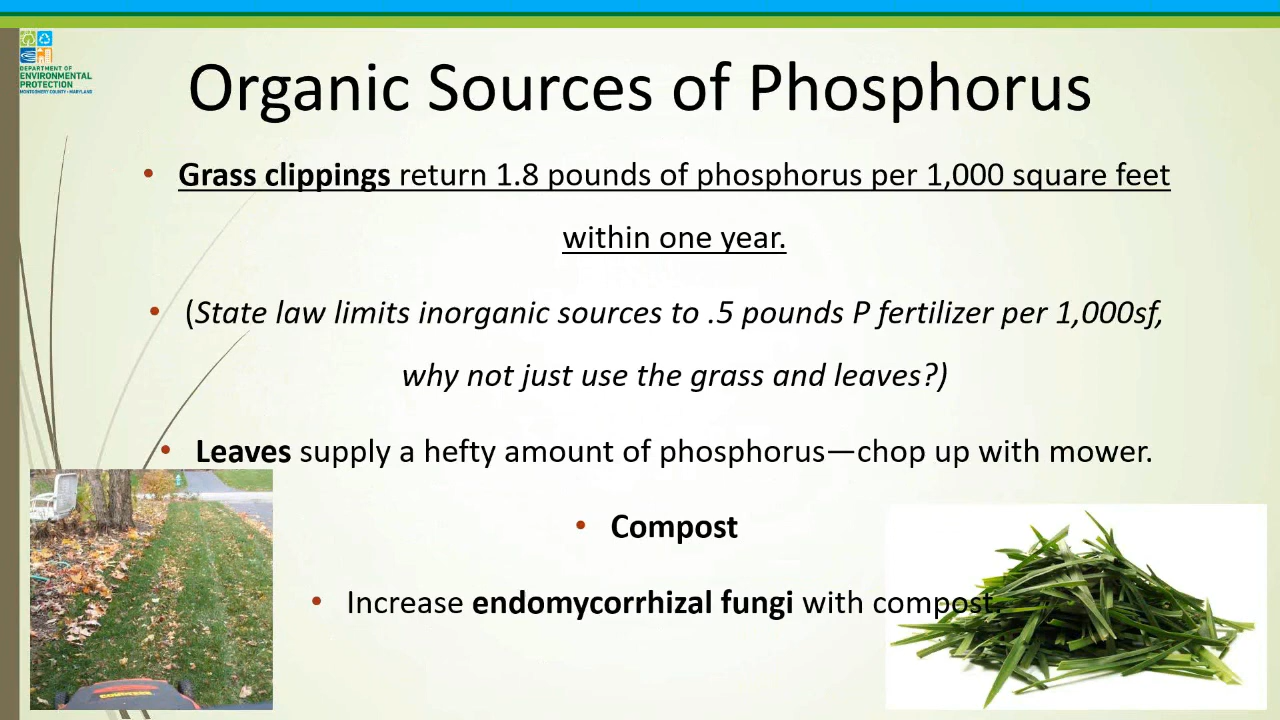 DEPARTMENT OF
ENVIRONMENTAL
PROTECTION
MONTGOMERY COUNTY • MARYLAND
Organic Sources of Phosphorus
• Grass clippings return 1.8 pounds of phosphorus per 1,000 square feet
within one year.
• (State law limits inorganic sources to .5 pounds P fertilizer per 1,000sf,
why not just use the grass and leaves?)
• Leaves supply a hefty amount of phosphorus—chop up with mower.
• Compost
• Increase endomycorrhizal fungi with compost.